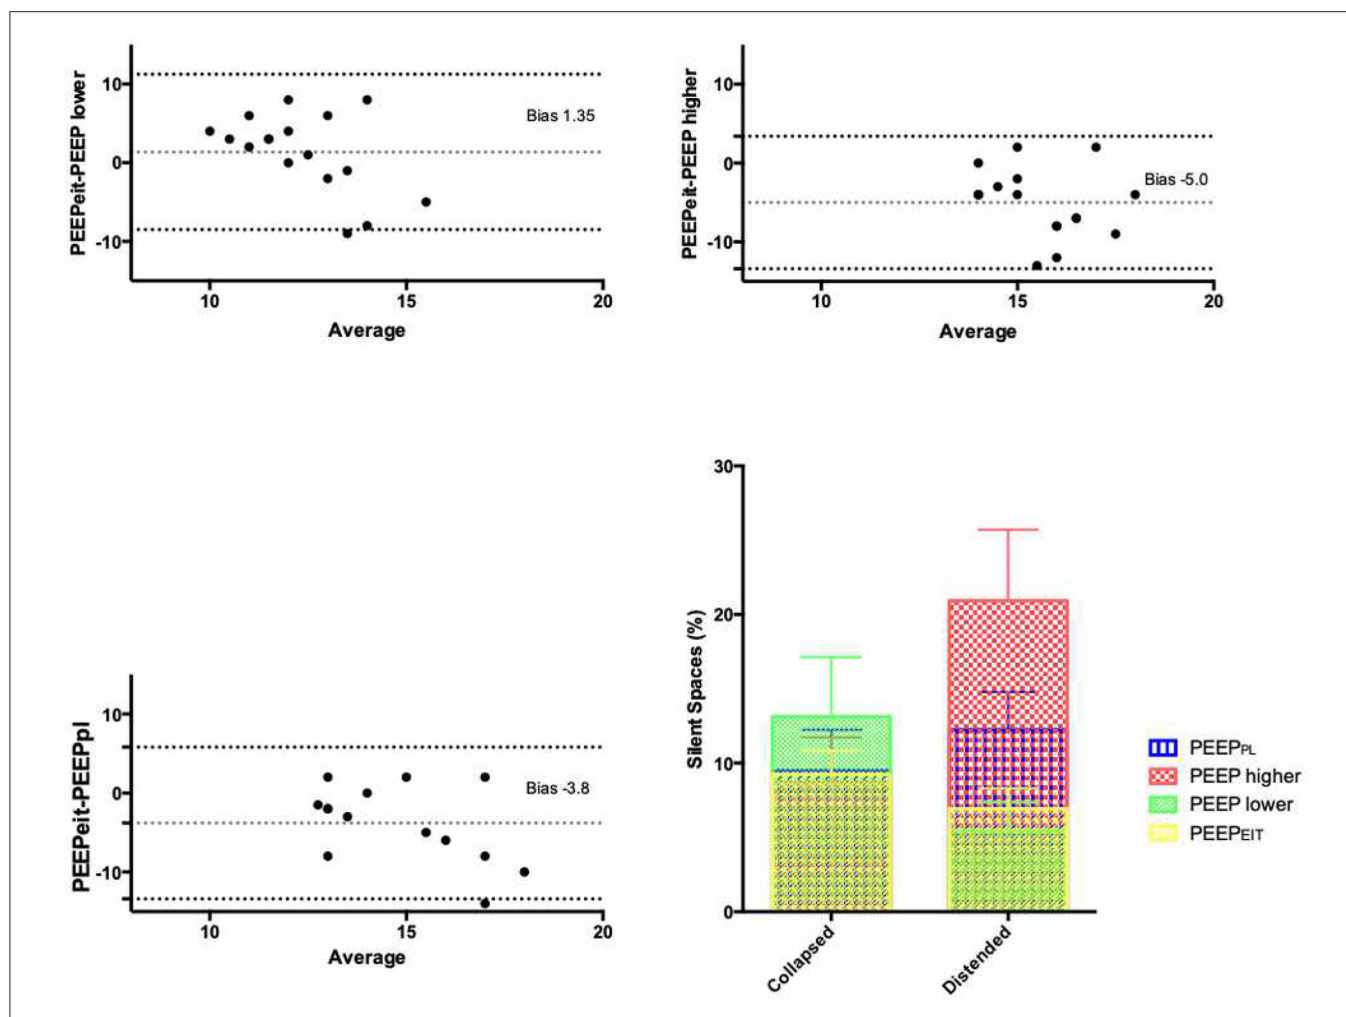 PEEPeit-PEEP lower
10
0
-10
Bias 1.35
10 15 20
Average
PEEPeit-PEEP higher
10
0
-10
Bias -5.0
10 15 20
Average
PEEPeit-PEEPpl
10
0
-10
Bias -3.8
10 15 20
Average
Silent Spaces (%)
30
20
10
0
Collapsed
Distended
PEEPPL
PEEP higher
PEEP lower
PEEPEIT